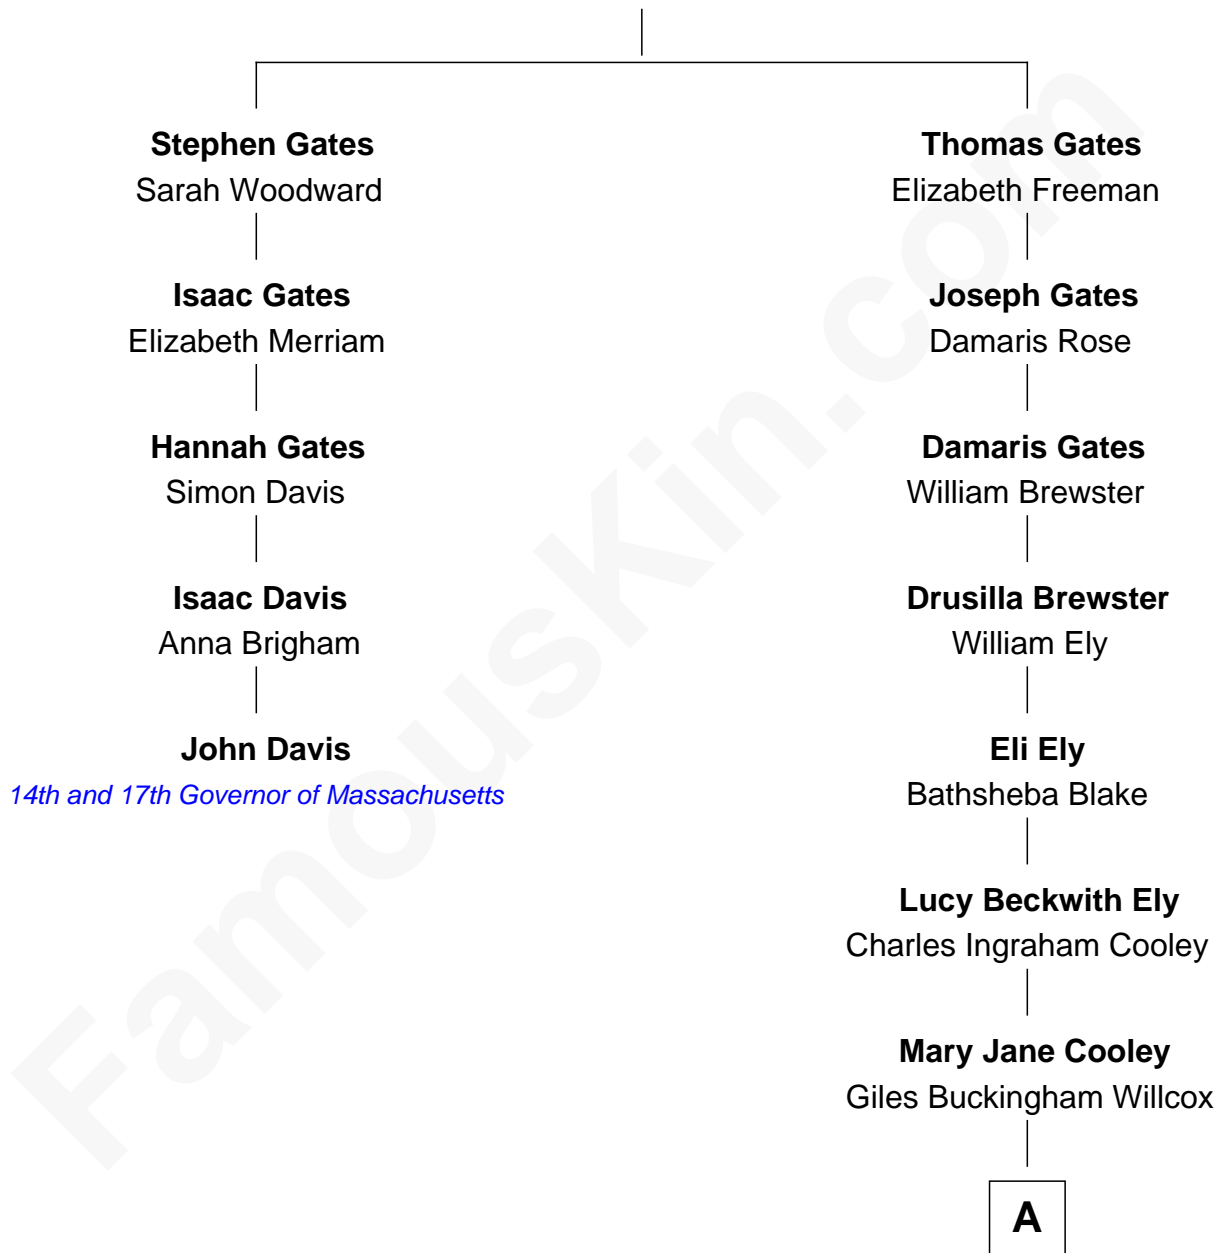 Stephen Gates
Sarah Woodward
Isaac Gates
Elizabeth Merriam
Hannah Gates
Simon Davis
Isaac Davis
Anna Brigham
John Davis
14th and 17th Governor of Massachusetts
Thomas Gates
Elizabeth Freeman
Joseph Gates
Damaris Rose
Damaris Gates
William Brewster
Drusilla Brewster
William Ely
Eli Ely
Bathsheba Blake
Lucy Beckwith Ely
Charles Ingraham Cooley
Mary Jane Cooley
Giles Buckingham Willcox
A
FamousKin.com